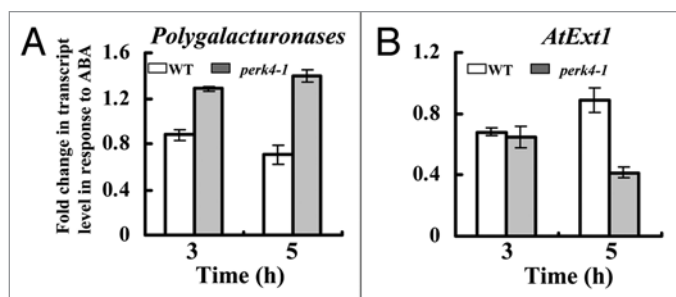 A
Polygalacturonases
Fold change in transcript
level in response to ABA
1.6
1.2
0.8
0.4
0
WT
perk4-1
3
5
Time (h)
B
AtExt1
1.2
0.8
0.4
0
WT
perk4-1
3
5
Time (h)